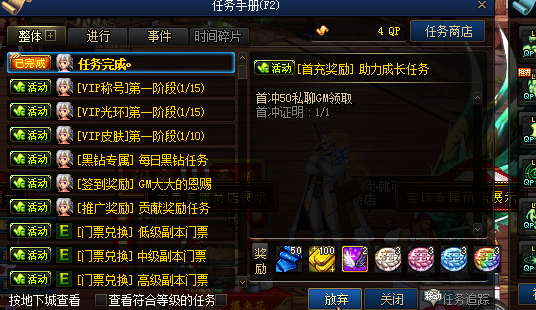 任务手册(F2)
整体 进行 事件 时间碎片
4 QP 任务商店
已完成 任务完成。
活动 [VIP称号]第一阶段(1/15)
活动 [VIP光环]第一阶段(1/15)
活动 [VIP皮肤]第一阶段(1/10)
活动 [黑钻专属] 每日黑钻任务
活动 [签到奖励] GM大大的恩赐
活动 [推广奖励] 贡献奖励任务
活动 E [门票兑换] 低级副本门票
活动 E [门票兑换] 中级副本门票
活动 E [门票兑换] 高级副本门票
按地下城查看 查看符合等级的任务
活动 [首充奖励] 助力成长任务
首冲50私聊GM领取
首冲证明 : 1/1
奖励 50 100 2 3 3 3 3
放弃 关闭 任务追踪